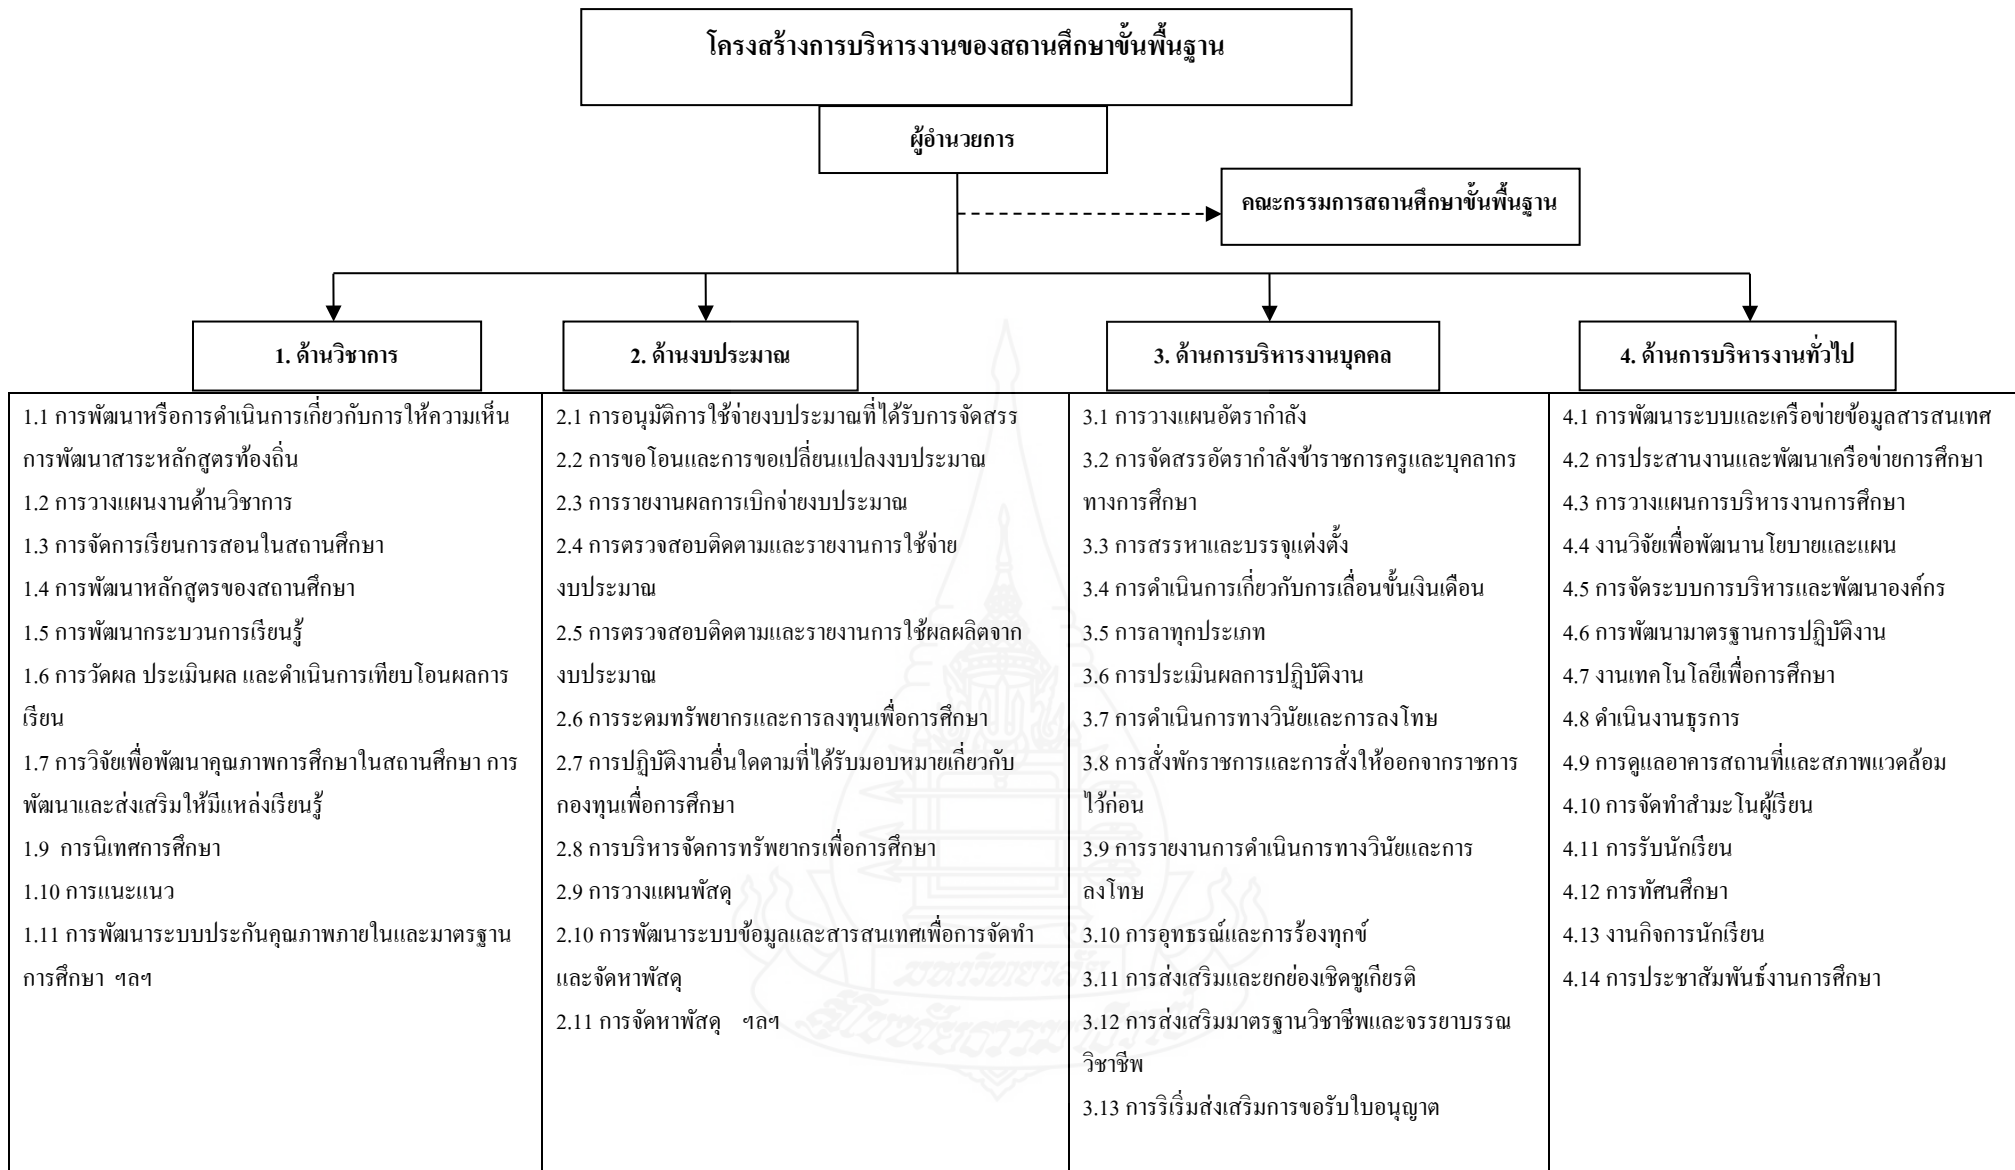 โครงสร้างการบริหารงานของสถานศึกษาขั้นพื้นฐาน
ผู้อำนวยการ
คณะกรรมการสถานศึกษาขั้นพื้นฐาน
1. ด้านวิชาการ
2. ด้านงบประมาณ
3. ด้านการบริหารงานบุคคล
4. ด้านการบริหารงานทั่วไป
1.1 การพัฒนาหรือการดำเนินการเกี่ยวกับการให้ความเห็น
การพัฒนาสาระหลักสูตรท้องถิ่น
1.2 การวางแผนงานด้านวิชาการ
1.3 การจัดการเรียนการสอนในสถานศึกษา
1.4 การพัฒนาหลักสูตรของสถานศึกษา
1.5 การพัฒนากระบวนการเรียนรู้
1.6 การวัดผล ประเมินผล และดำเนินการเทียบโอนผลการ
เรียน
1.7 การวิจัยเพื่อพัฒนาคุณภาพการศึกษาในสถานศึกษา การ
พัฒนาและส่งเสริมให้มีแหล่งเรียนรู้
1.9 การนิเทศการศึกษา
1.10 การแนะแนว
1.11 การพัฒนาระบบประกันคุณภาพภายในและมาตรฐาน
การศึกษา ฯลฯ
2.1 การอนุมัติการใช้จ่ายงบประมาณที่ได้รับการจัดสรร
2.2 การขอโอนและการขอเปลี่ยนแปลงงบประมาณ
2.3 การรายงานผลการเบิกจ่ายงบประมาณ
2.4 การตรวจสอบติดตามและรายงานการใช้จ่าย
งบประมาณ
2.5 การตรวจสอบติดตามและรายงานการใช้ผลผลิตจาก
งบประมาณ
2.6 การระดมทรัพยากรและการลงทุนเพื่อการศึกษา
2.7 การปฏิบัติงานอื่นใดตามที่ได้รับมอบหมายเกี่ยวกับ
กองทุนเพื่อการศึกษา
2.8 การบริหารจัดการทรัพยากรเพื่อการศึกษา
2.9 การวางแผนพัสดุ
2.10 การพัฒนาระบบข้อมูลและสารสนเทศเพื่อการจัดทำ
และจัดหาพัสดุ
2.11 การจัดหาพัสดุ ฯลฯ
3.1 การวางแผนอัตรากำลัง
3.2 การจัดสรรอัตรากำลังข้าราชการครูและบุคลากร
ทางการศึกษา
3.3 การสรรหาและบรรจุแต่งตั้ง
3.4 การดำเนินการเกี่ยวกับการเลื่อนขั้นเงินเดือน
3.5 การลาทุกประเภท
3.6 การประเมินผลการปฏิบัติงาน
3.7 การดำเนินการทางวินัยและการลงโทษ
3.8 การสั่งพักราชการและการสั่งให้ออกจากราชการ
ไว้ก่อน
3.9 การรายงานการดำเนินการทางวินัยและการ
ลงโทษ
3.10 การอุทธรณ์และการร้องทุกข์
3.11 การส่งเสริมและยกย่องเชิดชูเกียรติ
3.12 การส่งเสริมมาตรฐานวิชาชีพและจรรยาบรรณ
วิชาชีพ
3.13 การริเริ่มส่งเสริมการขอรับใบอนุญาต
4.1 การพัฒนาระบบและเครือข่ายข้อมูลสารสนเทศ
4.2 การประสานงานและพัฒนาเครือข่ายการศึกษา
4.3 การวางแผนการบริหารงานการศึกษา
4.4 งานวิจัยเพื่อพัฒนานโยบายและแผน
4.5 การจัดระบบการบริหารและพัฒนาองค์กร
4.6 การพัฒนามาตรฐานการปฏิบัติงาน
4.7 งานเทคโนโลยีเพื่อการศึกษา
4.8 ดำเนินงานธุรการ
4.9 การดูแลอาคารสถานที่และสภาพแวดล้อม
4.10 การจัดทำสำมะโนผู้เรียน
4.11 การรับนักเรียน
4.12 การทัศนศึกษา
4.13 งานกิจการนักเรียน
4.14 การประชาสัมพันธ์งานการศึกษา
มหาวิทยาลัย
สุโขทัยธรรมาธิราช